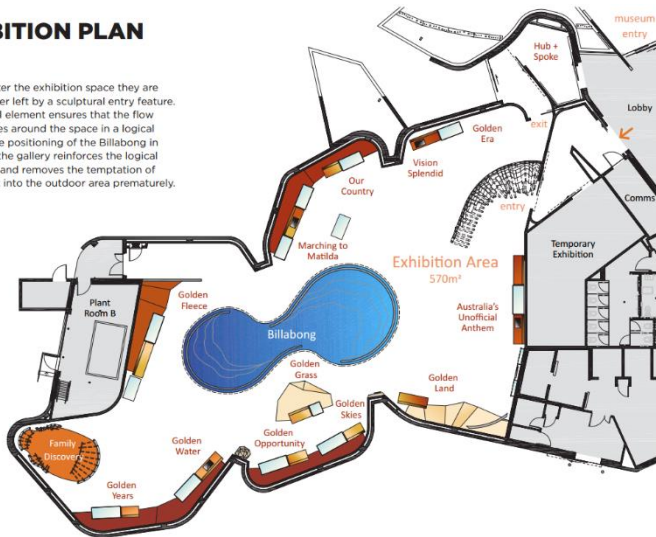 BITION PLAN
ter the exhibition space they are
er left by a sculptural entry feature.
l element ensures that the flow
es around the space in a logical
e positioning of the Billabong in
the gallery reinforces the logical
and removes the temptation of
into the outdoor area prematurely.
museum
entry
Hub +
Spoke
Lobby
exit
Golden
Era
Vision
Splendid
Our
Country
entry
Comms
Marching to
Matilda
Temporary
Exhibition
Exhibition Area
570m²
Plant
Room B
Golden
Fleece
Australia's
Unofficial
Anthem
Billabong
Golden
Grass
Golden
Land
Golden
Skies
Family
Discovery
Golden
Water
Golden
Opportunity
Golden
Years